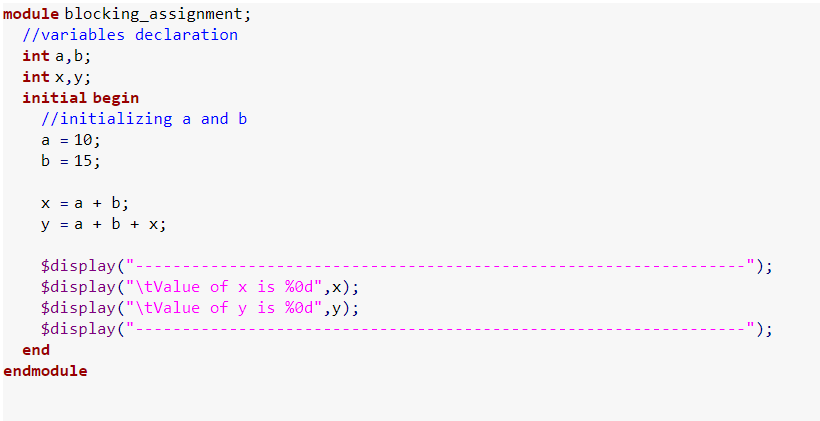 module blocking_assignment;
  //variables declaration
  int a,b;
  int x,y;
  initial begin
    //initializing a and b
    a = 10;
    b = 15;

    x = a + b;
    y = a + b + x;

    $display("-----------------------------------------------------------------");
    $display("\tValue of x is %0d",x);
    $display("\tValue of y is %0d",y);
    $display("-----------------------------------------------------------------");
  end
endmodule